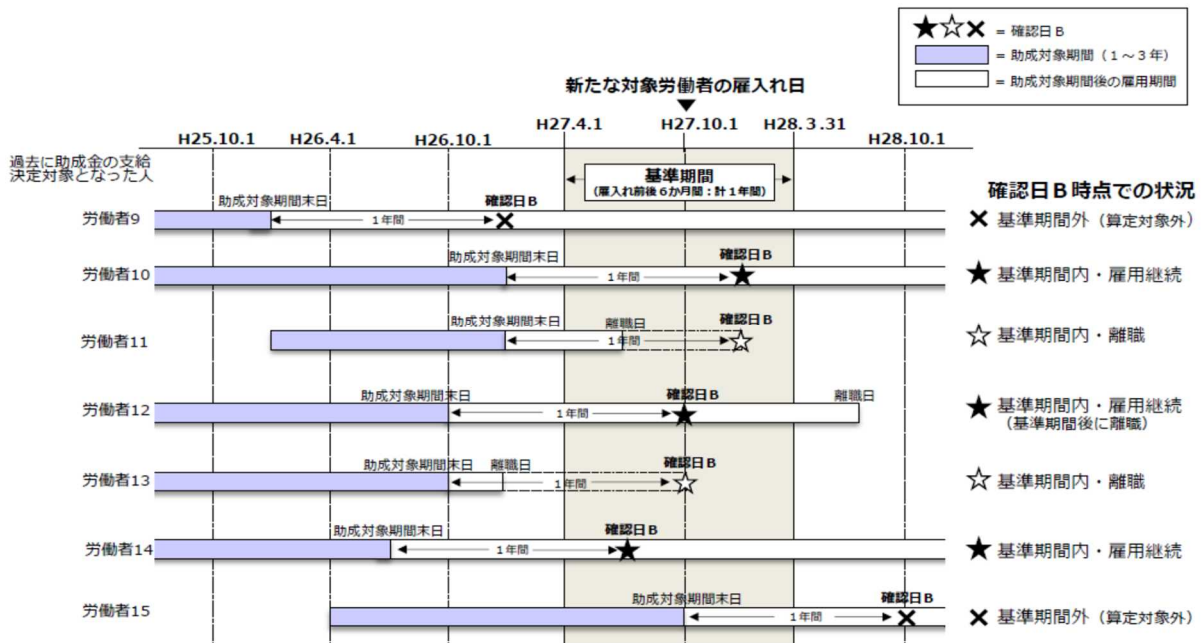 ★☆✕ = 確認日B
= 助成対象期間(1~3年)
= 助成対象期間後の雇用期間
新たな対象労働者の雇入れ日
▼
H25.10.1 H26.4.1 H26.10.1 H27.4.1 H27.10.1 H28.3.31 H28.10.1
過去に助成金の支給
決定対象となった人
基準期間
(雇入れ前後6か月間:計1年間)
確認日B時点での状況
助成対象期間末日 確認日B
労働者9 1年間 ✕ ✕ 基準期間外(算定対象外)
助成対象期間末日 確認日B
労働者10 1年間 ★ ★ 基準期間内・雇用継続
助成対象期間末日 離職日 確認日B
労働者11 1年間 ☆ ☆ 基準期間内・離職
助成対象期間末日 確認日B 離職日
労働者12 1年間 ★ ★ 基準期間内・雇用継続
(基準期間後に離職)
助成対象期間末日 離職日 確認日B
労働者13 1年間 ☆ ☆ 基準期間内・離職
助成対象期間末日 確認日B
労働者14 1年間 ★ ★ 基準期間内・雇用継続
助成対象期間末日 確認日B
労働者15 1年間 ✕ ✕ 基準期間外(算定対象外)